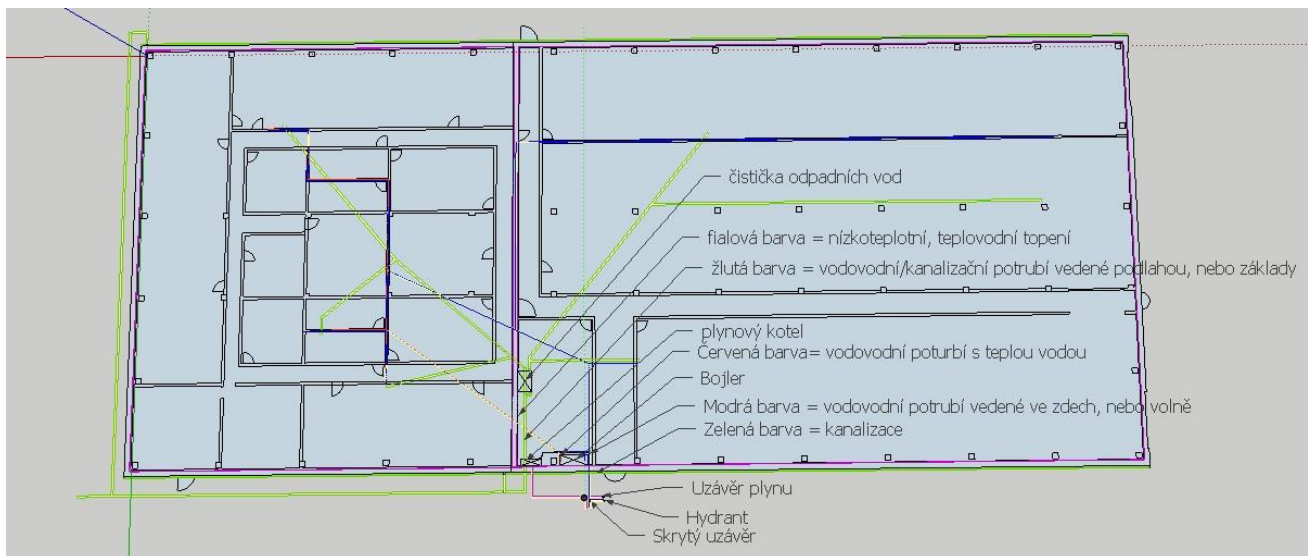 čistička odpadních vod
fialová barva = nízkoteplotní, teplovodní topení
žlutá barva = vodovodní/kanalizační potrubí vedené podlahou, nebo základy
plynový kotel
Červená barva= vodovodní poturbí s teplou vodou
Bojler
Modrá barva = vodovodní potrubí vedené ve zdech, nebo volně
Zelená barva = kanalizace
Uzávěr plynu
Hydrant
Skrytý uzávěr